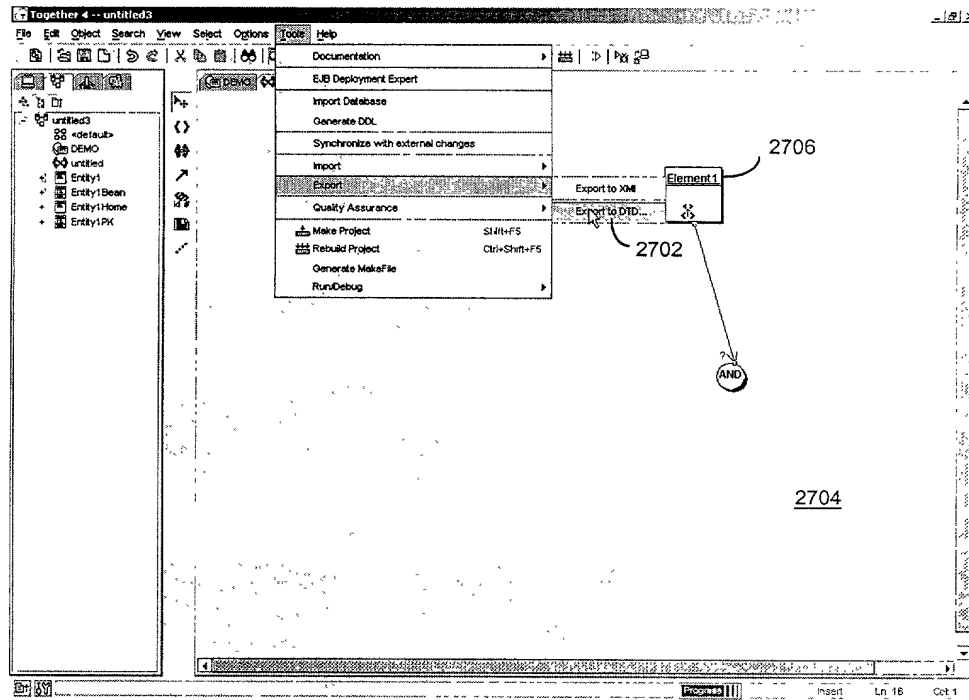 Together 4 -- untitled3
File Edit Object Search View Select Options Tools Help
Documentation
EJB Deployment Expert
Import Database
Generate DDL
Synchronize with external changes
Import
Export
Quality Assurance
Make Project Shift+F5
Rebuild Project Ctrl+Shift+F5
Generate MakeFile
Run/Debug
Export to XMI
Export to DTD...
DEMO
untitled3
<default>
DEMO
untitled
Entity1
Entity1Bean
Entity1Home
Entity1PK
Element1
2706
2702
?
AND
2704
Progress
Insert Ln 16 Col 1